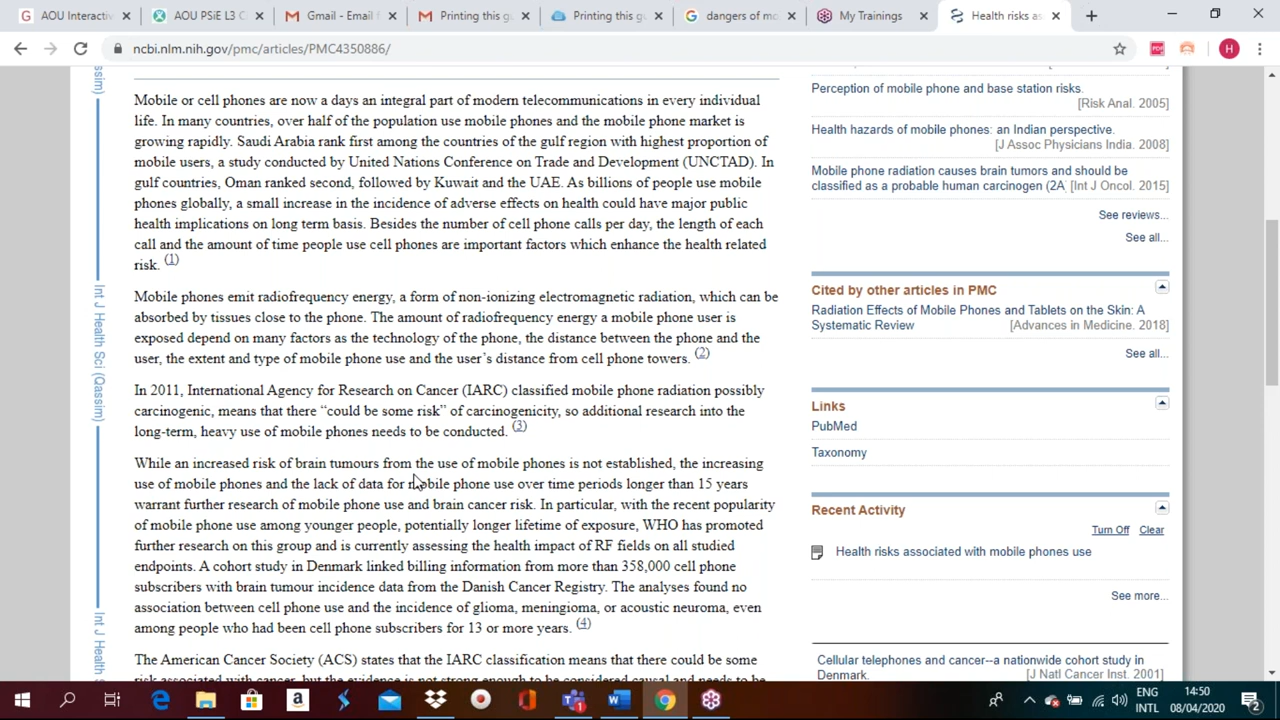 AOU Interactiv
AOU PSiE L3 C
Gmail - Email f
Printing this gu
Printing this gu
dangers of mo
My Trainings
Health risks as
ncbi.nlm.nih.gov/pmc/articles/PMC4350886/
PDF
H
Mobile or cell phones are now a days an integral part of modern telecommunications in every individual
life. In many countries, over half of the population use mobile phones and the mobile phone market is
growing rapidly. Saudi Arabia rank first among the countries of the gulf region with highest proportion of
mobile users, a study conducted by United Nations Conference on Trade and Development (UNCTAD). In
gulf countries, Oman ranked second, followed by Kuwait and the UAE. As billions of people use mobile
phones globally, a small increase in the incidence of adverse effects on health could have major public
health implications on long term basis. Besides the number of cell phone calls per day, the length of each
call and the amount of time people use cell phones are important factors which enhance the health related
risk. (1)
Mobile phones emit radiofrequency energy, a form of non-ionizing electromagnetic radiation, which can be
absorbed by tissues close to the phone. The amount of radiofrequency energy a mobile phone user is
exposed depend on many factors as the technology of the phone, the distance between the phone and the
user, the extent and type of mobile phone use and the user's distance from cell phone towers. (2)
In 2011, International Agency for Research on Cancer (IARC) classified mobile phone radiation possibly
carcinogenic, means that there “could be some risk” of carcinogenicity, so additional research into the
long-term, heavy use of mobile phones needs to be conducted. (3)
While an increased risk of brain tumours from the use of mobile phones is not established, the increasing
use of mobile phones and the lack of data for mobile phone use over time periods longer than 15 years
warrant further research of mobile phone use and brain cancer risk. In particular, with the recent popularity
of mobile phone use among younger people, potentially longer lifetime of exposure, WHO has promoted
further research on this group and is currently assessing the health impact of RF fields on all studied
endpoints. A cohort study in Denmark linked billing information from more than 358,000 cell phone
subscribers with brain tumour incidence data from the Danish Cancer Registry. The analyses found no
association between cell phone use and the incidence of glioma, meningioma, or acoustic neuroma, even
among people who had been cell phone subscribers for 13 or more years. (4)
The American Cancer Society (ACS) states that the IARC classification means that there could be some
ssim)
Int J Health Sci (Qassim)
Int J Health
Perception of mobile phone and base station risks.
[Risk Anal. 2005]
Health hazards of mobile phones: an Indian perspective.
[J Assoc Physicians India. 2008]
Mobile phone radiation causes brain tumors and should be
classified as a probable human carcinogen (2A [Int J Oncol. 2015]
See reviews...
See all...
Cited by other articles in PMC
Radiation Effects of Mobile Phones and Tablets on the Skin: A
Systematic Review [Advances in Medicine. 2018]
See all...
Links
PubMed
Taxonomy
Recent Activity
Turn Off Clear
Health risks associated with mobile phones use
See more...
Cellular telephones and cancer--a nationwide cohort study in
Denmark. [J Natl Cancer Inst. 2001]
ENG
INTL
14:50
08/04/2020
2